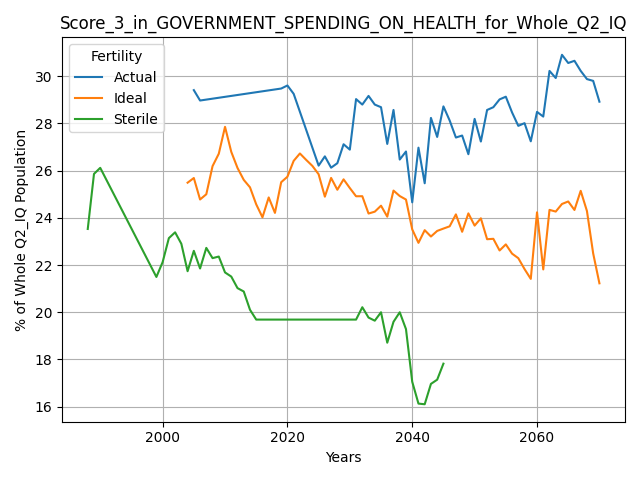 Score_3_in_GOVERNMENT_SPENDING_ON_HEALTH_for_Whole_Q2_IQ
Fertility
Actual
Ideal
Sterile
% of Whole Q2_IQ Population
30
28
26
24
22
20
18
16
2000
2020
2040
2060
Years